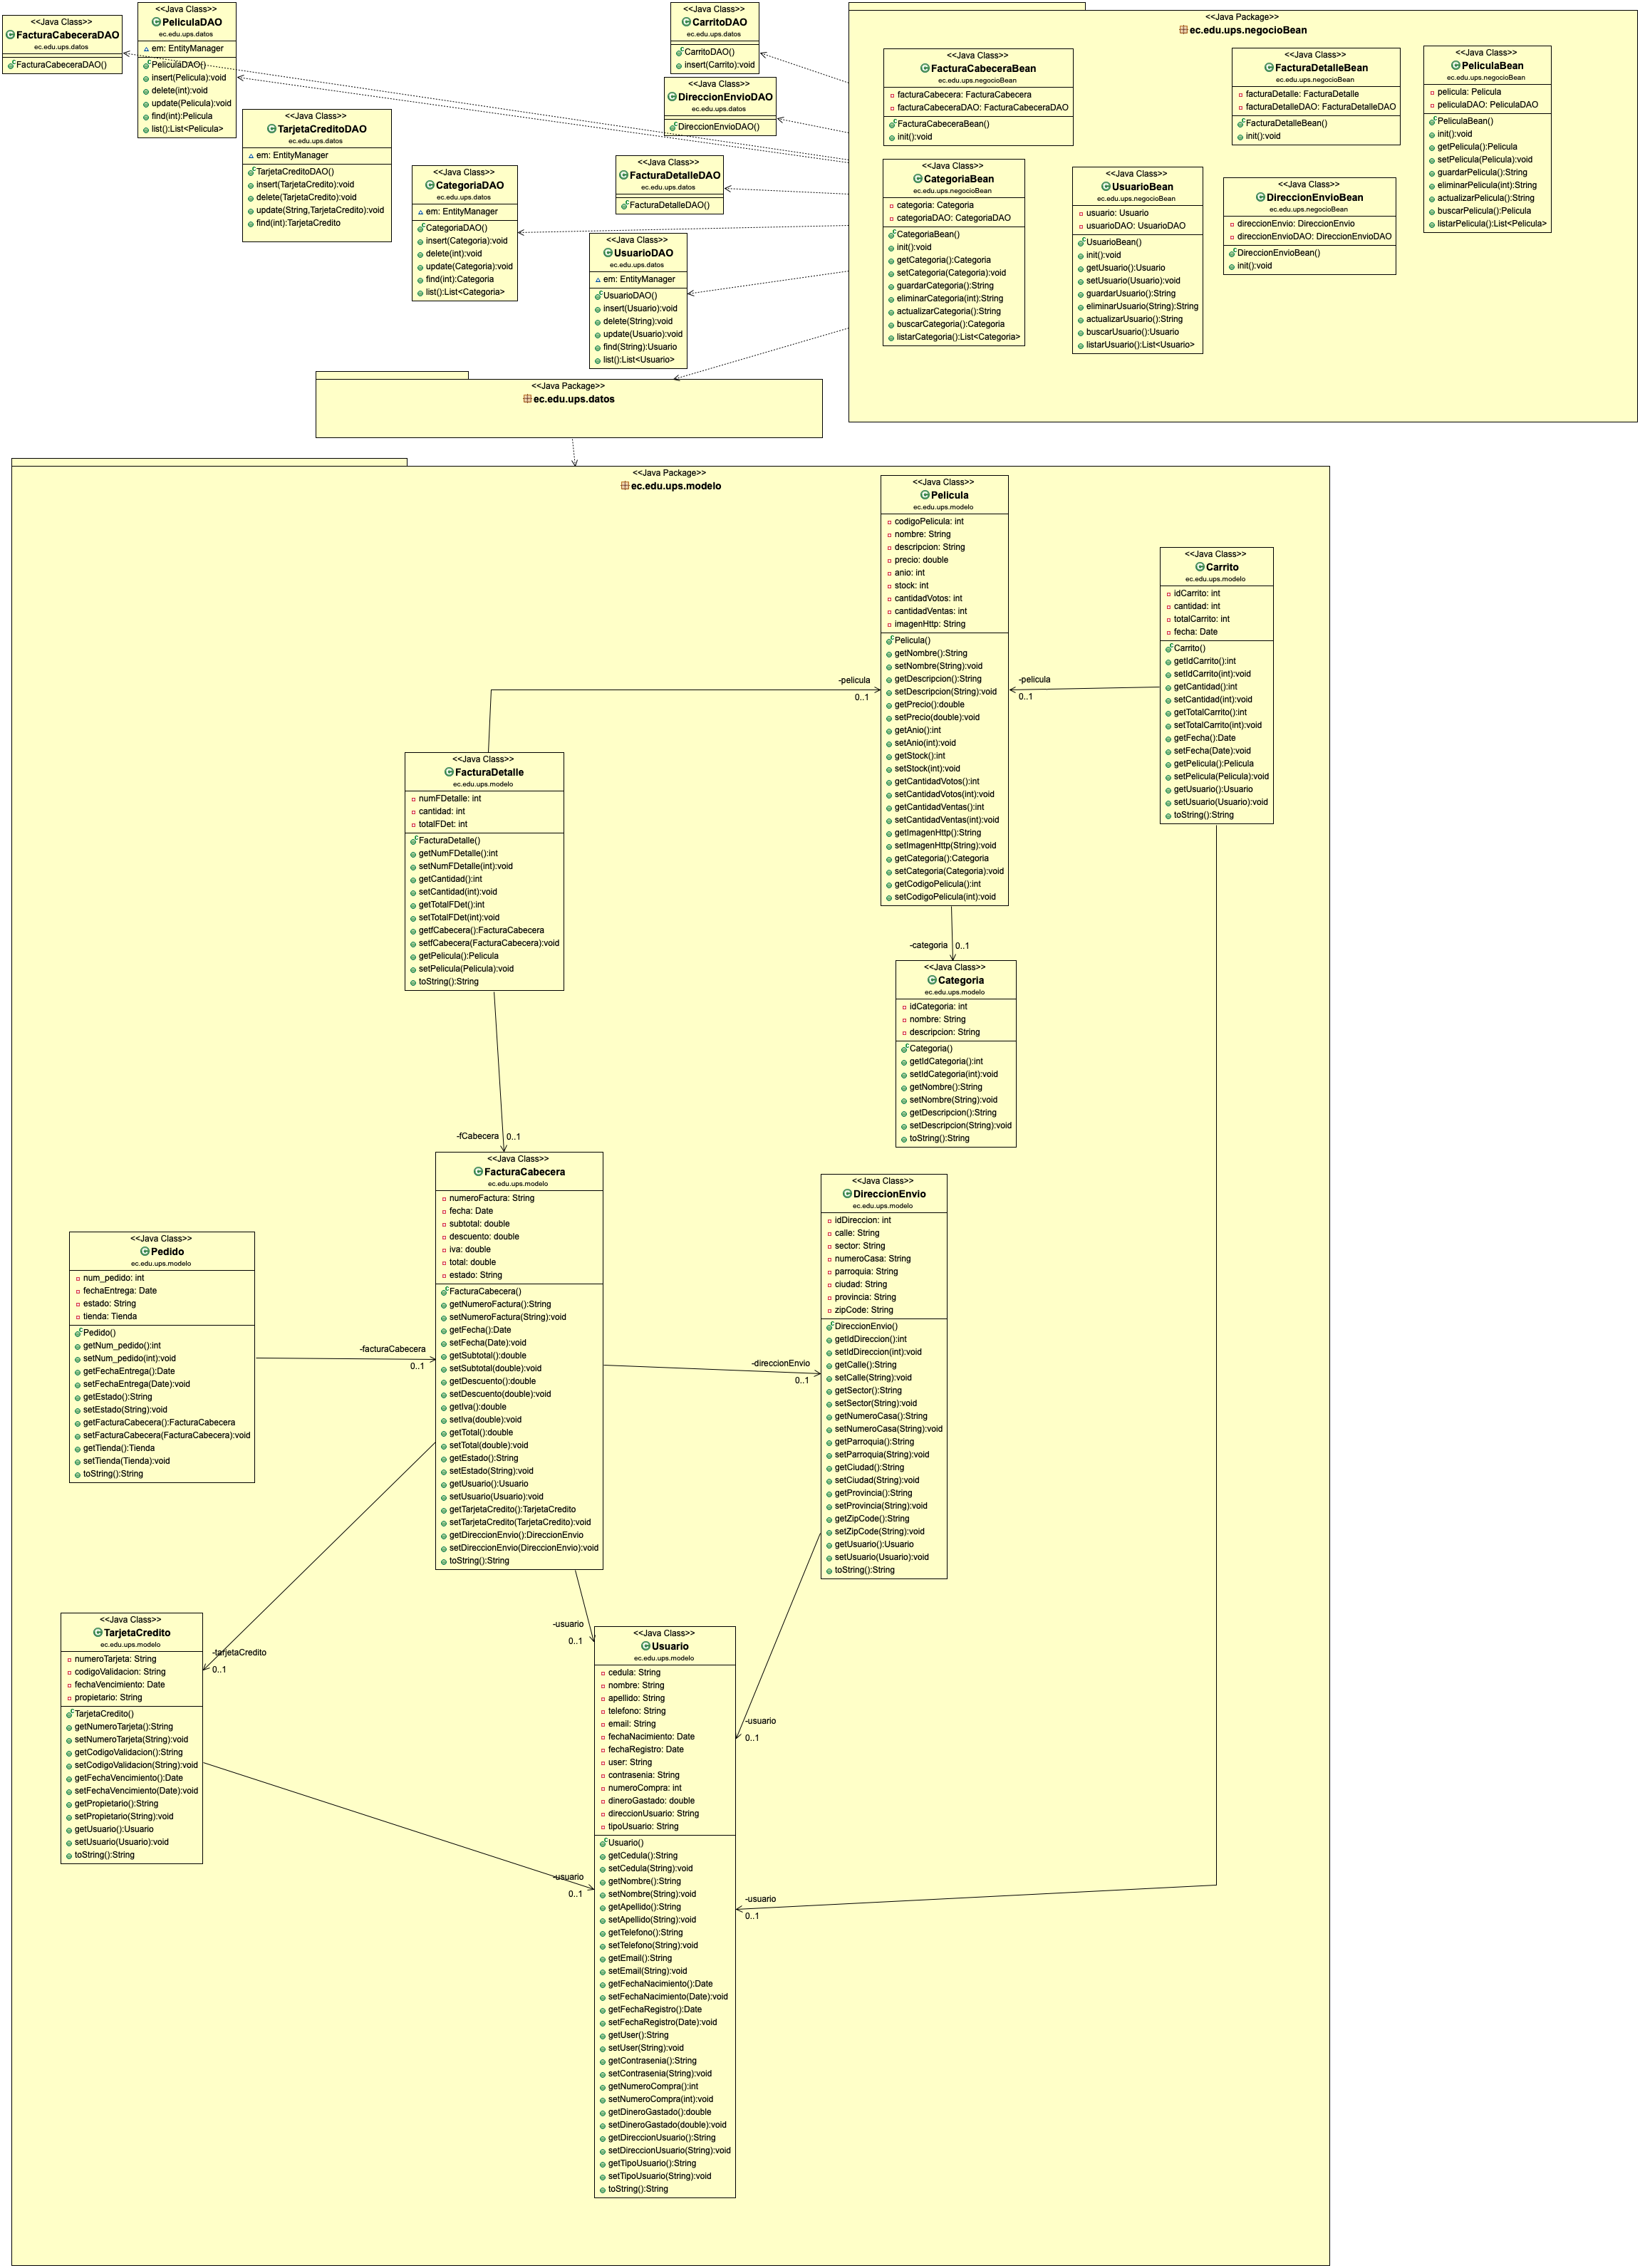 <<Java Class>>
FacturaCabeceraDAO
ec.edu.ups.datos
FacturaCabeceraDAO()
<<Java Class>>
PeliculaDAO
ec.edu.ups.datos
em: EntityManager
PeliculaDAO()
insert(Pelicula):void
delete(int):void
update(Pelicula):void
find(int):Pelicula
list():List<Pelicula>
<<Java Class>>
TarjetaCreditoDAO
ec.edu.ups.datos
em: EntityManager
TarjetaCreditoDAO()
insert(TarjetaCredito):void
delete(TarjetaCredito):void
update(String,TarjetaCredito):void
find(int):TarjetaCredito
<<Java Class>>
CategoriaDAO
ec.edu.ups.datos
em: EntityManager
CategoriaDAO()
insert(Categoria):void
delete(int):void
update(Categoria):void
find(int):Categoria
list():List<Categoria>
<<Java Class>>
CarritoDAO
ec.edu.ups.datos
CarritoDAO()
insert(Carrito):void
<<Java Class>>
DireccionEnvioDAO
ec.edu.ups.datos
DireccionEnvioDAO()
<<Java Class>>
FacturaDetalleDAO
ec.edu.ups.datos
FacturaDetalleDAO()
<<Java Class>>
UsuarioDAO
ec.edu.ups.datos
em: EntityManager
UsuarioDAO()
insert(Usuario):void
delete(String):void
update(Usuario):void
find(String):Usuario
list():List<Usuario>
<<Java Package>>
ec.edu.ups.negocioBean
<<Java Class>>
FacturaCabeceraBean
ec.edu.ups.negocioBean
facturaCabecera: FacturaCabecera
facturaCabeceraDAO: FacturaCabeceraDAO
FacturaCabeceraBean()
init():void
<<Java Class>>
FacturaDetalleBean
ec.edu.ups.negocioBean
facturaDetalle: FacturaDetalle
facturaDetalleDAO: FacturaDetalleDAO
FacturaDetalleBean()
init():void
<<Java Class>>
PeliculaBean
ec.edu.ups.negocioBean
pelicula: Pelicula
peliculaDAO: PeliculaDAO
PeliculaBean()
init():void
getPelicula():Pelicula
setPelicula(Pelicula):void
guardarPelicula():String
eliminarPelicula(int):String
actualizarPelicula():String
buscarPelicula():Pelicula
listarPelicula():List<Pelicula>
<<Java Class>>
CategoriaBean
ec.edu.ups.negocioBean
categoria: Categoria
categoriaDAO: CategoriaDAO
CategoriaBean()
init():void
getCategoria():Categoria
setCategoria(Categoria):void
guardarCategoria():String
eliminarCategoria(int):String
actualizarCategoria():String
buscarCategoria():Categoria
listarCategoria():List<Categoria>
<<Java Class>>
UsuarioBean
ec.edu.ups.negocioBean
usuario: Usuario
usuarioDAO: UsuarioDAO
UsuarioBean()
init():void
getUsuario():Usuario
setUsuario(Usuario):void
guardarUsuario():String
eliminarUsuario(String):String
actualizarUsuario():String
buscarUsuario():Usuario
listarUsuario():List<Usuario>
<<Java Class>>
DireccionEnvioBean
ec.edu.ups.negocioBean
direccionEnvio: DireccionEnvio
direccionEnvioDAO: DireccionEnvioDAO
DireccionEnvioBean()
init():void
<<Java Package>>
ec.edu.ups.datos
<<Java Package>>
ec.edu.ups.modelo
<<Java Class>>
Pelicula
ec.edu.ups.modelo
codigoPelicula: int
nombre: String
descripcion: String
precio: double
anio: int
stock: int
cantidadVotos: int
cantidadVentas: int
imagenHttp: String
Pelicula()
getNombre():String
setNombre(String):void
getDescripcion():String
setDescripcion(String):void
getPrecio():double
setPrecio(double):void
getAnio():int
setAnio(int):void
getStock():int
setStock(int):void
getCantidadVotos():int
setCantidadVotos(int):void
getCantidadVentas():int
setCantidadVentas(int):void
getImagenHttp():String
setImagenHttp(String):void
getCategoria():Categoria
setCategoria(Categoria):void
getCodigoPelicula():int
setCodigoPelicula(int):void
<<Java Class>>
Carrito
ec.edu.ups.modelo
idCarrito: int
cantidad: int
totalCarrito: int
fecha: Date
Carrito()
getIdCarrito():int
setIdCarrito(int):void
getCantidad():int
setCantidad(int):void
getTotalCarrito():int
setTotalCarrito(int):void
getFecha():Date
setFecha(Date):void
getPelicula():Pelicula
setPelicula(Pelicula):void
getUsuario():Usuario
setUsuario(Usuario):void
toString():String
-pelicula
0..1
-pelicula
0..1
<<Java Class>>
FacturaDetalle
ec.edu.ups.modelo
numFDetalle: int
cantidad: int
totalFDet: int
FacturaDetalle()
getNumFDetalle():int
setNumFDetalle(int):void
getCantidad():int
setCantidad(int):void
getTotalFDet():int
setTotalFDet(int):void
getfCabecera():FacturaCabecera
setfCabecera(FacturaCabecera):void
getPelicula():Pelicula
setPelicula(Pelicula):void
toString():String
-categoria
0..1
<<Java Class>>
Categoria
ec.edu.ups.modelo
idCategoria: int
nombre: String
descripcion: String
Categoria()
getIdCategoria():int
setIdCategoria(int):void
getNombre():String
setNombre(String):void
getDescripcion():String
setDescripcion(String):void
toString():String
-fCabecera
0..1
<<Java Class>>
FacturaCabecera
ec.edu.ups.modelo
numeroFactura: String
fecha: Date
subtotal: double
descuento: double
iva: double
total: double
estado: String
FacturaCabecera()
getNumeroFactura():String
setNumeroFactura(String):void
getFecha():Date
setFecha(Date):void
getSubtotal():double
setSubtotal(double):void
getDescuento():double
setDescuento(double):void
getIva():double
setIva(double):void
getTotal():double
setTotal(double):void
getEstado():String
setEstado(String):void
getUsuario():Usuario
setUsuario(Usuario):void
getTarjetaCredito():TarjetaCredito
setTarjetaCredito(TarjetaCredito):void
getDireccionEnvio():DireccionEnvio
setDireccionEnvio(DireccionEnvio):void
toString():String
<<Java Class>>
DireccionEnvio
ec.edu.ups.modelo
idDireccion: int
calle: String
sector: String
numeroCasa: String
parroquia: String
ciudad: String
provincia: String
zipCode: String
DireccionEnvio()
getIdDireccion():int
setIdDireccion(int):void
getCalle():String
setCalle(String):void
getSector():String
setSector(String):void
getNumeroCasa():String
setNumeroCasa(String):void
getParroquia():String
setParroquia(String):void
getCiudad():String
setCiudad(String):void
getProvincia():String
setProvincia(String):void
getZipCode():String
setZipCode(String):void
getUsuario():Usuario
setUsuario(Usuario):void
toString():String
<<Java Class>>
Pedido
ec.edu.ups.modelo
num_pedido: int
fechaEntrega: Date
estado: String
tienda: Tienda
Pedido()
getNum_pedido():int
setNum_pedido(int):void
getFechaEntrega():Date
setFechaEntrega(Date):void
getEstado():String
setEstado(String):void
getFacturaCabecera():FacturaCabecera
setFacturaCabecera(FacturaCabecera):void
getTienda():Tienda
setTienda(Tienda):void
toString():String
-facturaCabecera
0..1
-direccionEnvio
0..1
<<Java Class>>
TarjetaCredito
ec.edu.ups.modelo
numeroTarjeta: String
codigoValidacion: String
fechaVencimiento: Date
propietario: String
TarjetaCredito()
getNumeroTarjeta():String
setNumeroTarjeta(String):void
getCodigoValidacion():String
setCodigoValidacion(String):void
getFechaVencimiento():Date
setFechaVencimiento(Date):void
getPropietario():String
setPropietario(String):void
getUsuario():Usuario
setUsuario(Usuario):void
toString():String
-tarjetaCredito
0..1
-usuario
0..1
<<Java Class>>
Usuario
ec.edu.ups.modelo
cedula: String
nombre: String
apellido: String
telefono: String
email: String
fechaNacimiento: Date
fechaRegistro: Date
user: String
contrasenia: String
numeroCompra: int
dineroGastado: double
direccionUsuario: String
tipoUsuario: String
Usuario()
getCedula():String
setCedula(String):void
getNombre():String
setNombre(String):void
getApellido():String
setApellido(String):void
getTelefono():String
setTelefono(String):void
getEmail():String
setEmail(String):void
getFechaNacimiento():Date
setFechaNacimiento(Date):void
getFechaRegistro():Date
setFechaRegistro(Date):void
getUser():String
setUser(String):void
getContrasenia():String
setContrasenia(String):void
getNumeroCompra():int
setNumeroCompra(int):void
getDineroGastado():double
setDineroGastado(double):void
getDireccionUsuario():String
setDireccionUsuario(String):void
getTipoUsuario():String
setTipoUsuario(String):void
toString():String
-usuario
0..1
-usuario
0..1
-usuario
0..1